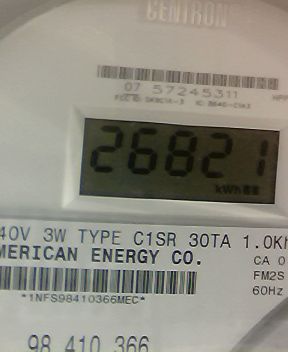 CENTRON
07 57245311
26821
kWh
40V 3W TYPE C1SR 30TA 1.0Kh
MERICAN ENERGY CO.
CA 0
FM2S
60Hz
*1NFS98410366MEC*
98 410 366